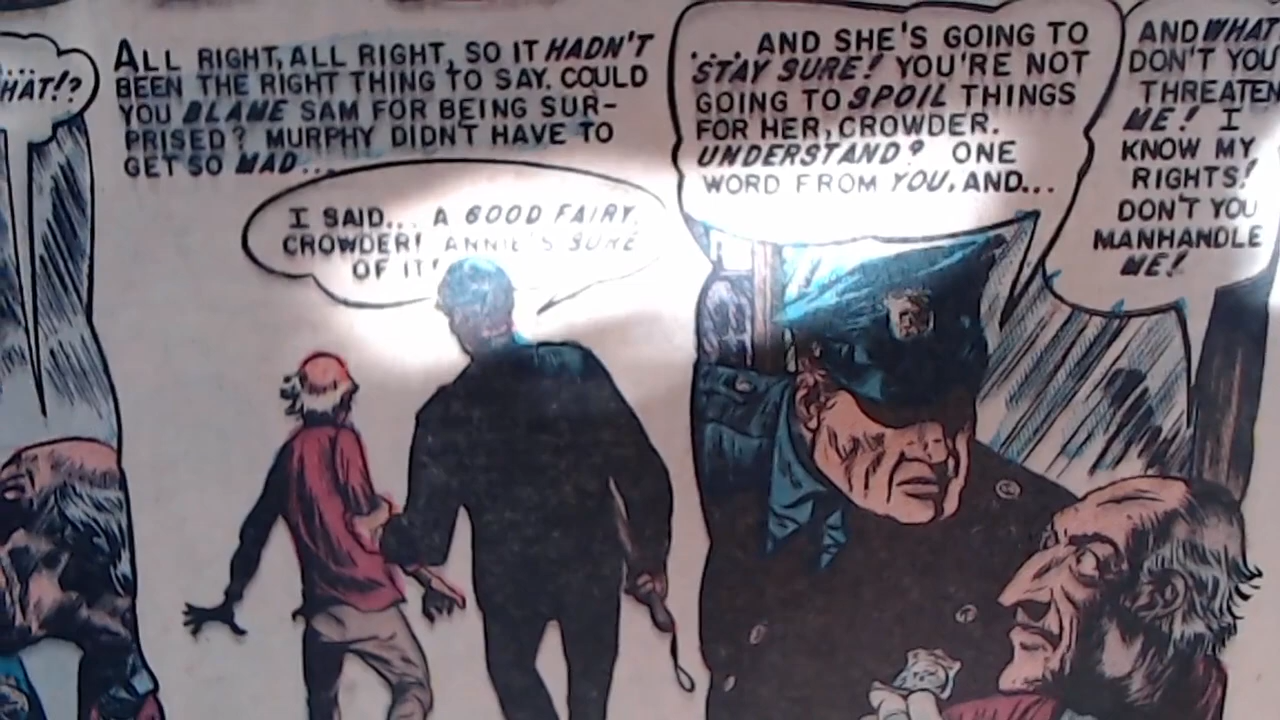 ...
HAT!?
ALL RIGHT, ALL RIGHT, SO IT HADN'T
BEEN THE RIGHT THING TO SAY. COULD
YOU BLAME SAM FOR BEING SUR-
PRISED? MURPHY DIDN'T HAVE TO
GET SO MAD...
I SAID... A GOOD FAIRY,
CROWDER! ANNIE'S SURE
OF IT!
... AND SHE'S GOING TO
STAY SURE! YOU'RE NOT
GOING TO SPOIL THINGS
FOR HER, CROWDER.
UNDERSTAND? ONE
WORD FROM YOU, AND...
AND WHAT
DON'T YOU
THREATEN
ME! I
KNOW MY
RIGHTS!
DON'T YOU
MANHANDLE
ME!